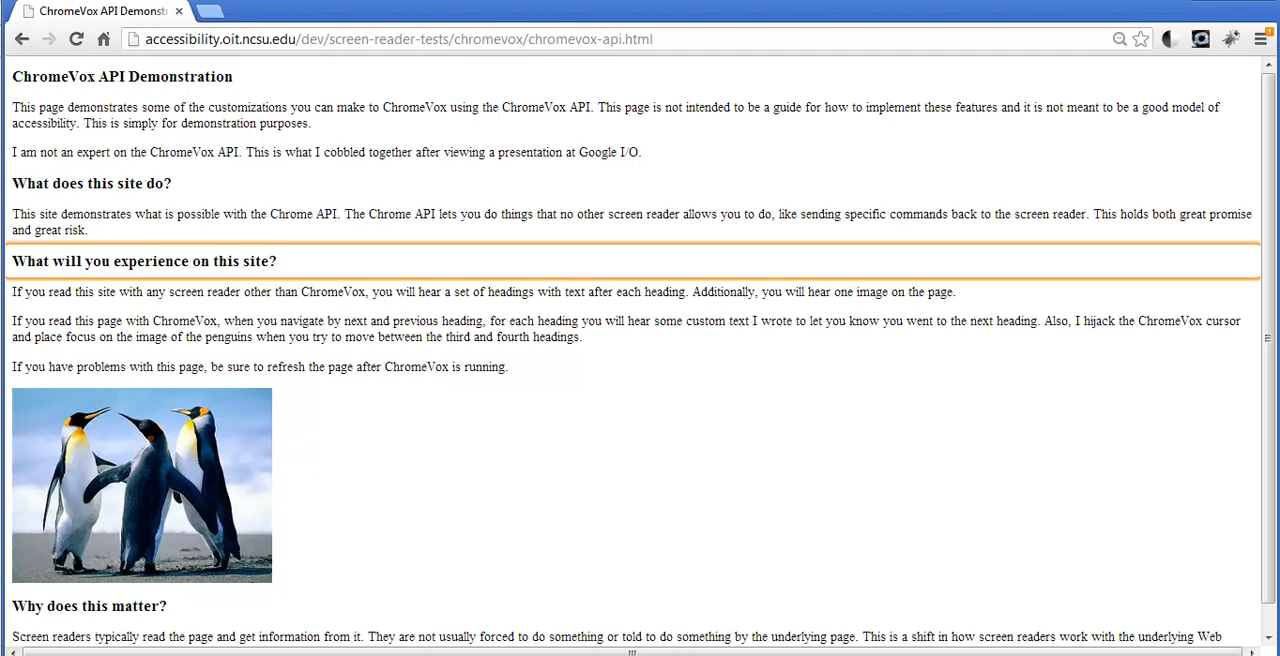 ChromeVox API Demonst
accessibility.oit.ncsu.edu/dev/screen-reader-tests/chromevox/chromevox-api.html
ChromeVox API Demonstration
This page demonstrates some of the customizations you can make to ChromeVox using the ChromeVox API. This page is not intended to be a guide for how to implement these features and it is not meant to be a good model of
accessibility. This is simply for demonstration purposes.
I am not an expert on the ChromeVox API. This is what I cobbled together after viewing a presentation at Google I/O.
What does this site do?
This site demonstrates what is possible with the Chrome API. The Chrome API lets you do things that no other screen reader allows you to do, like sending specific commands back to the screen reader. This holds both great promise
and great risk.
What will you experience on this site?
If you read this site with any screen reader other than ChromeVox, you will hear a set of headings with text after each heading. Additionally, you will hear one image on the page.
If you read this page with ChromeVox, when you navigate by next and previous heading, for each heading you will hear some custom text I wrote to let you know you went to the next heading. Also, I hijack the ChromeVox cursor
and place focus on the image of the penguins when you try to move between the third and fourth headings.
If you have problems with this page, be sure to refresh the page after ChromeVox is running.
Why does this matter?
Screen readers typically read the page and get information from it. They are not usually forced to do something or told to do something by the underlying page. This is a shift in how screen readers work with the underlying Web